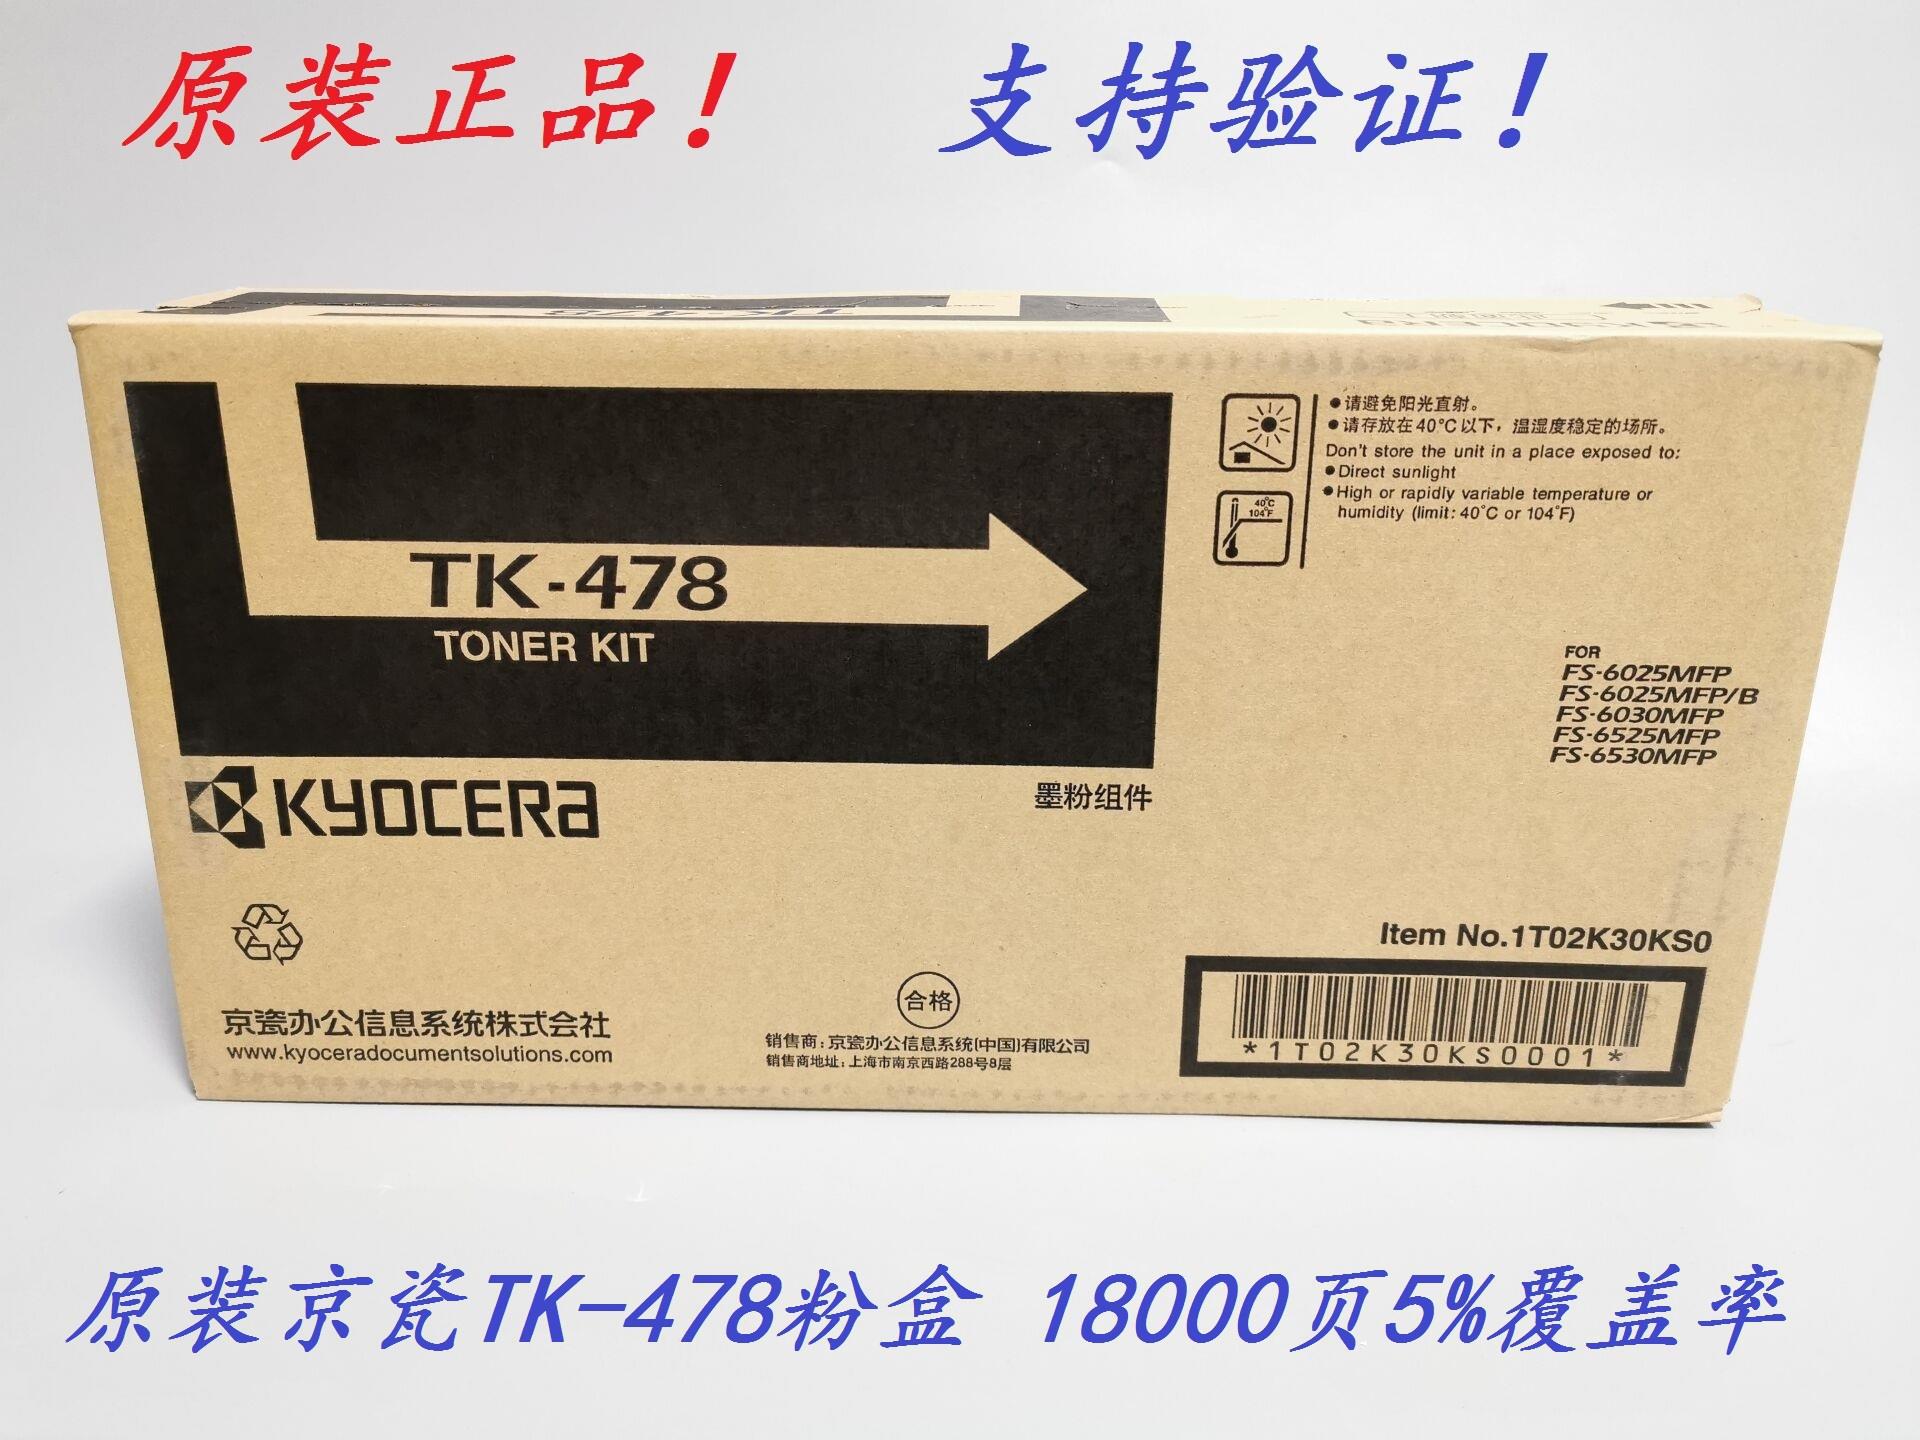 原装正品！
支持验证！
TK-478
TONER KIT
KYOCERA
墨粉组件
●请避免阳光直射。
●请存放在40°C以下，温湿度稳定的场所。
Don't store the unit in a place exposed to:
●Direct sunlight
●High or rapidly variable temperature or
humidity (limit: 40°C or 104°F)
40°C
104°F
FOR
FS-6025MFP
FS-6025MFP/B
FS-6030MFP
FS-6525MFP
FS-6530MFP
Item No.1T02K30KS0
*1T02K30KS0001*
京瓷办公信息系统株式会社
www.kyoceradocumentsolutions.com
合格
销售商：京瓷办公信息系统(中国)有限公司
销售商地址：上海市南京西路288号8层
原装京瓷TK-478粉盒 18000页5%覆盖率